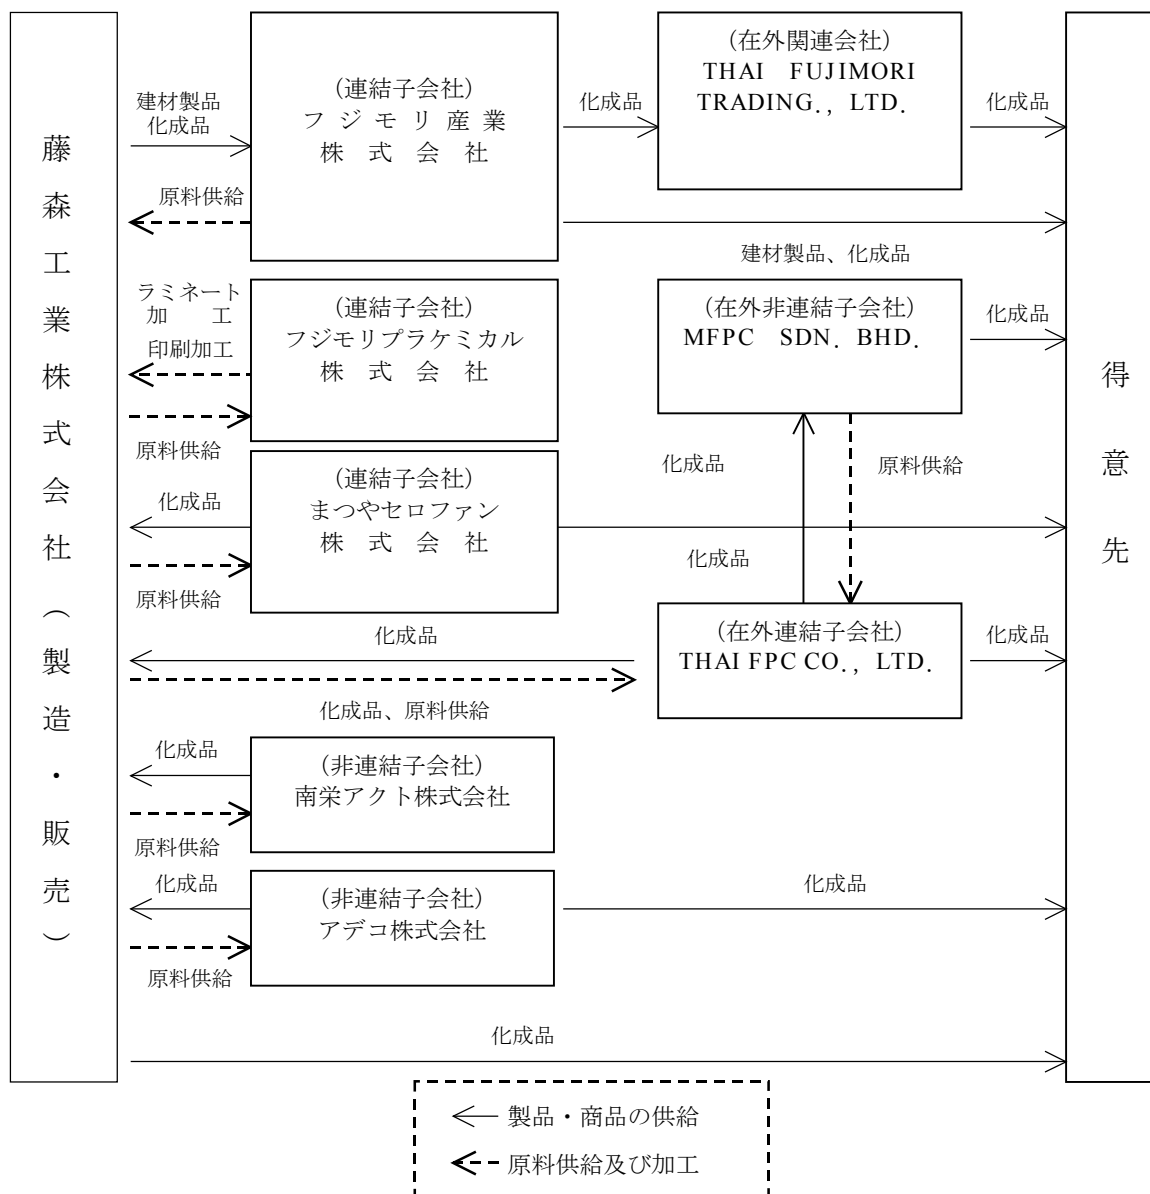 藤森工業株式会社（製造・販売）
建材製品
化成品
原料供給
(連結子会社)
フジモリ産業
株式会社
化成品
(在外関連会社)
THAI FUJIMORI
TRADING., LTD.
化成品
建材製品、化成品
得意先
ラミネート
加工
印刷加工
原料供給
(連結子会社)
フジモリプラケミカル
株式会社
(在外非連結子会社)
MFPC SDN. BHD.
化成品
化成品
原料供給
化成品
原料供給
(連結子会社)
まつやセロファン
株式会社
化成品
化成品
化成品、原料供給
(在外連結子会社)
THAI FPC CO., LTD.
化成品
化成品
原料供給
(非連結子会社)
南栄アクト株式会社
化成品
原料供給
(非連結子会社)
アデコ株式会社
化成品
化成品
製品・商品の供給
原料供給及び加工